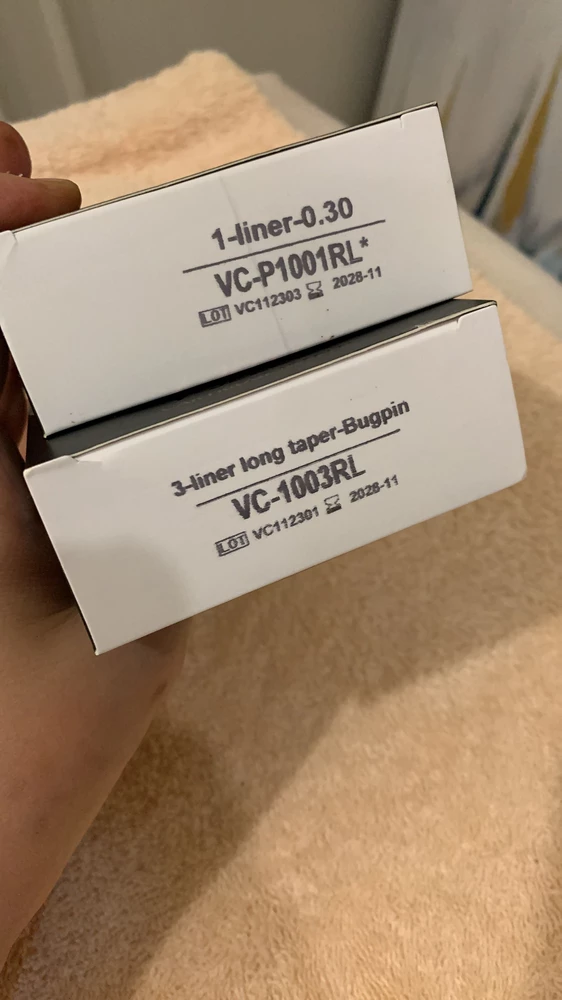 1-liner-0.30
VC-P1001RL*
LOT VC112303 2028-11
3-liner long taper-Bugpin
VC-1003RL
LOT VC112301 2028-11